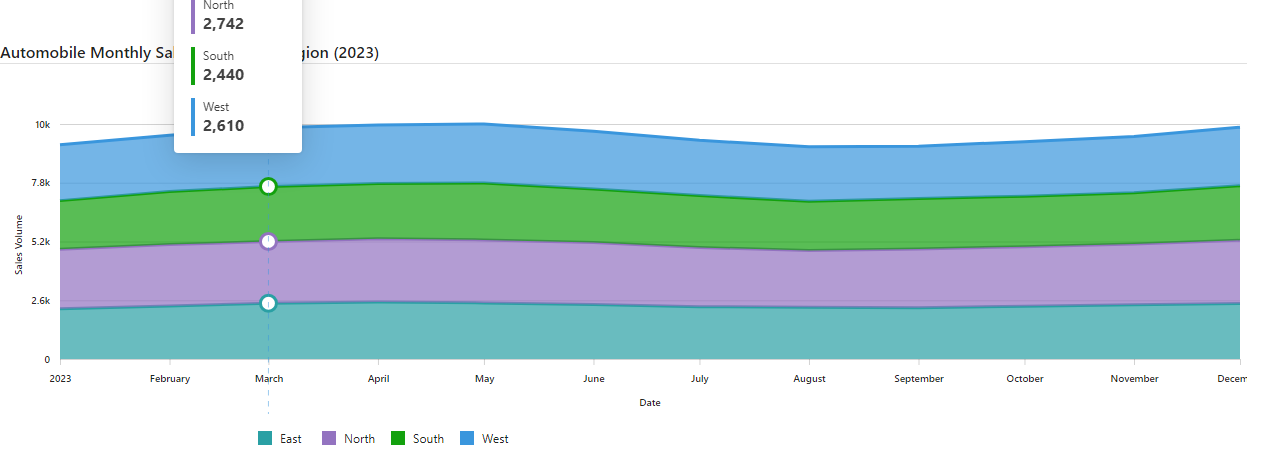 North
2,742
Automobile Monthly Sa gion (2023)
South
2,440
West
2,610
10k
7.8k
5.2k
2.6k
0
Sales Volume
2023 February March April May June July August September October November Decem
Date
East North South West